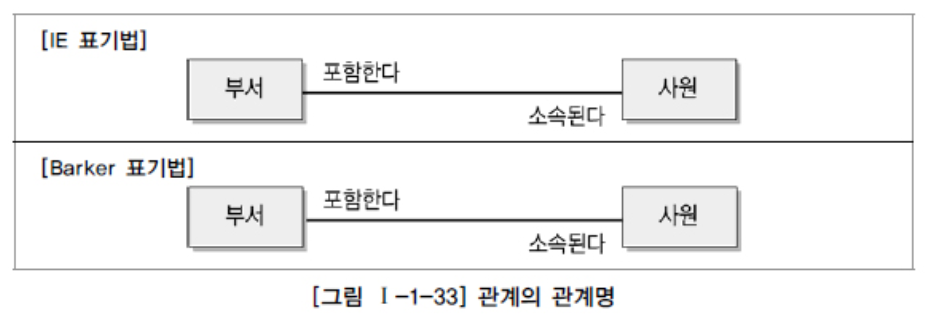 [IE 표기법]
부서 포함한다 사원
소속된다
[Barker 표기법]
부서 포함한다 사원
소속된다
[그림 Ⅰ-1-33] 관계의 관계명